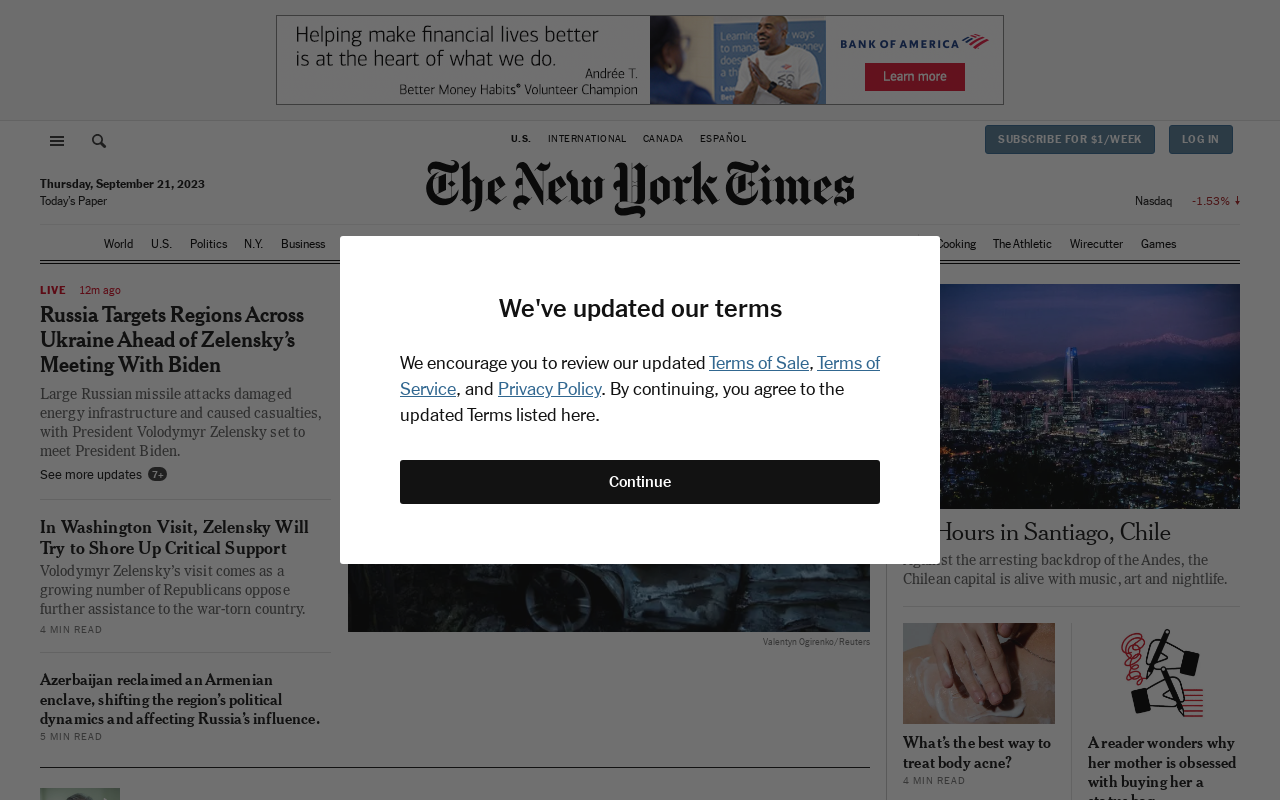 Helping make financial lives better
is at the heart of what we do.
Andrée T.
Better Money Habits® Volunteer Champion
Learning ways
to manage money
does
a th
Lea
Bett
BANK OF AMERICA
Learn more
U.S. INTERNATIONAL CANADA ESPAÑOL
SUBSCRIBE FOR $1/WEEK
LOG IN
Thursday, September 21, 2023
Today's Paper
The New York Times
Nasdaq -1.53% ↓
World U.S. Politics N.Y. Business
Cooking The Athletic Wirecutter Games
We've updated our terms
We encourage you to review our updated Terms of Sale, Terms of
Service, and Privacy Policy. By continuing, you agree to the
updated Terms listed here.
Continue
LIVE 12m ago
Russia Targets Regions Across
Ukraine Ahead of Zelensky’s
Meeting With Biden
Large Russian missile attacks damaged
energy infrastructure and caused casualties,
with President Volodymyr Zelensky set to
meet President Biden.
See more updates 7+
In Washington Visit, Zelensky Will
Try to Shore Up Critical Support
Volodymyr Zelensky’s visit comes as a
growing number of Republicans oppose
further assistance to the war-torn country.
4 MIN READ
Azerbaijan reclaimed an Armenian
enclave, shifting the region’s political
dynamics and affecting Russia’s influence.
5 MIN READ
Valentyn Ogirenko/Reuters
Hours in Santiago, Chile
Against the arresting backdrop of the Andes, the
Chilean capital is alive with music, art and nightlife.
What’s the best way to
treat body acne?
4 MIN READ
A reader wonders why
her mother is obsessed
with buying her a
status bag